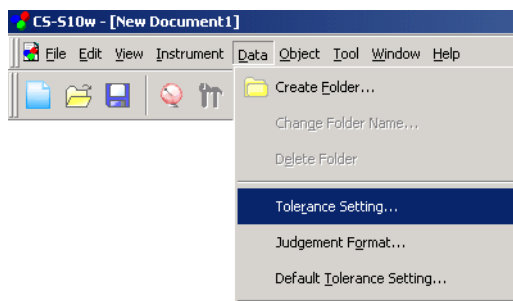 CS-S10w - [New Document1]
File Edit View Instrument Data Object Tool Window Help
Create Folder...
Change Folder Name...
Delete Folder
Tolerance Setting...
Judgement Format...
Default Tolerance Setting...